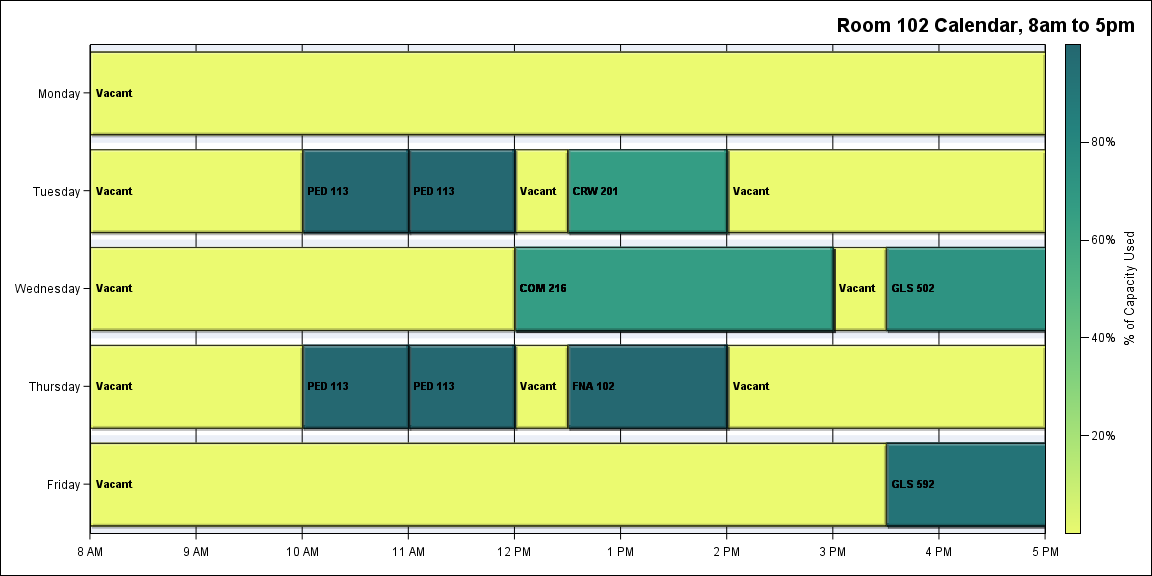 Room 102 Calendar, 8am to 5pm
Monday
Vacant
Tuesday
Vacant
PED 113
PED 113
Vacant
CRW 201
Vacant
Wednesday
Vacant
COM 216
Vacant
GLS 502
Thursday
Vacant
PED 113
PED 113
Vacant
FNA 102
Vacant
Friday
Vacant
GLS 592
8 AM
9 AM
10 AM
11 AM
12 PM
1 PM
2 PM
3 PM
4 PM
5 PM
80%
60%
40%
20%
% of Capacity Used